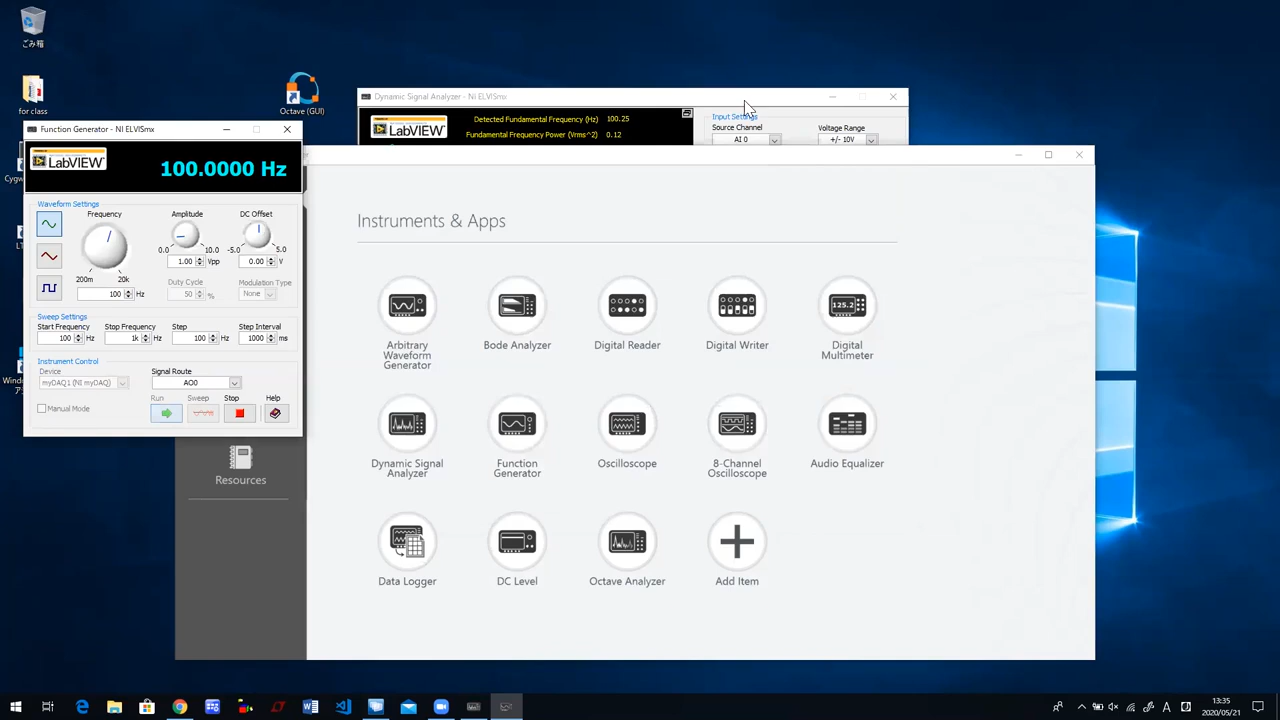 ごみ箱
for class
Octave (GUI)
Dynamic Signal Analyzer - NI ELVISmx
LabVIEW
Detected Fundamental Frequency (Hz) 100.25
Fundamental Frequency Power (Vrms^2) 0.12
Input Settings
Source Channel
Voltage Range
AI 0
+/- 10V
Function Generator - NI ELVISmx
LabVIEW
100.0000 Hz
Waveform Settings
Frequency
Amplitude
DC Offset
0.0 10.0
-5.0 5.0
1.00 Vpp
0.00 V
200m 20k
100 Hz
Duty Cycle
50 %
Modulation Type
None
Sweep Settings
Start Frequency
Stop Frequency
Step
Step Interval
100 Hz
1k Hz
100 Hz
1000 ms
Instrument Control
Device
myDAQ1 (NI myDAQ)
Signal Route
AO0
Manual Mode
Run
Sweep
Stop
Help
Resources
Instruments & Apps
Arbitrary
Waveform
Generator
Bode Analyzer
Digital Reader
Digital Writer
125.2
Digital
Multimeter
Dynamic Signal
Analyzer
Function
Generator
Oscilloscope
8-Channel
Oscilloscope
Audio Equalizer
Data Logger
DC Level
Octave Analyzer
Add Item
A
13:35
2020/05/21